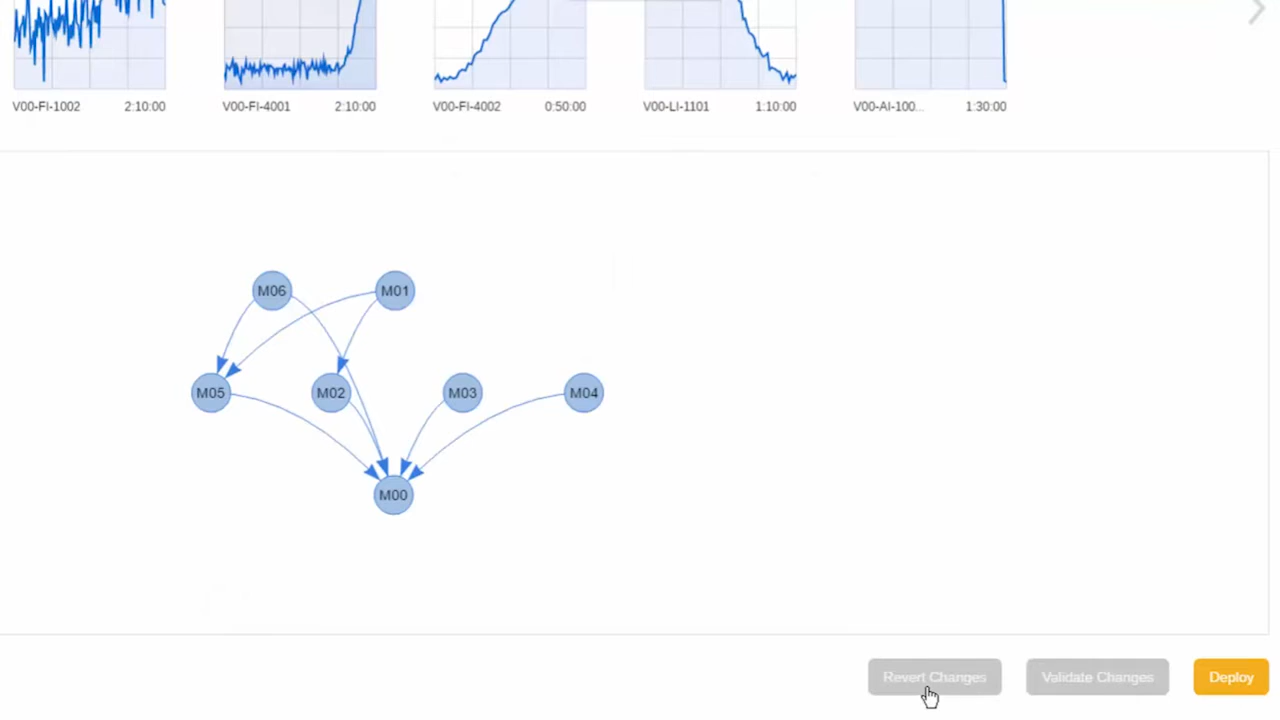 V00-FI-1002 2:10:00 V00-FI-4001 2:10:00 V00-FI-4002 0:50:00 V00-LI-1101 1:10:00 V00-AI-100... 1:30:00
M06 M01
M05 M02 M03 M04
M00
Revert Changes Validate Changes Deploy